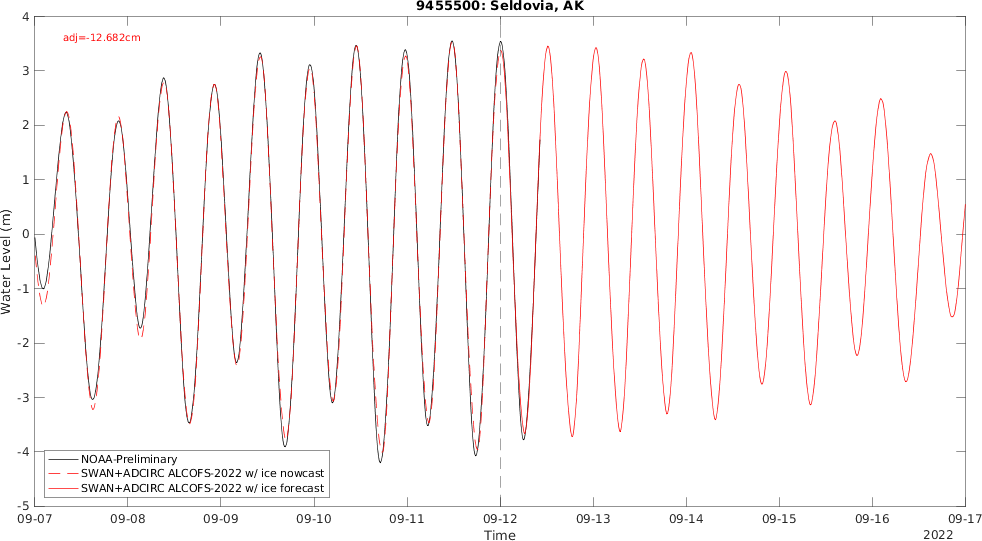 9455500: Seldovia, AK
adj=-12.682cm
4
3
2
1
0
-1
-2
-3
-4
-5
Water Level (m)
NOAA-Preliminary
SWAN+ADCIRC ALCOFS-2022 w/ ice nowcast
SWAN+ADCIRC ALCOFS-2022 w/ ice forecast
09-07 09-08 09-09 09-10 09-11 09-12 09-13 09-14 09-15 09-16 09-17
Time
2022